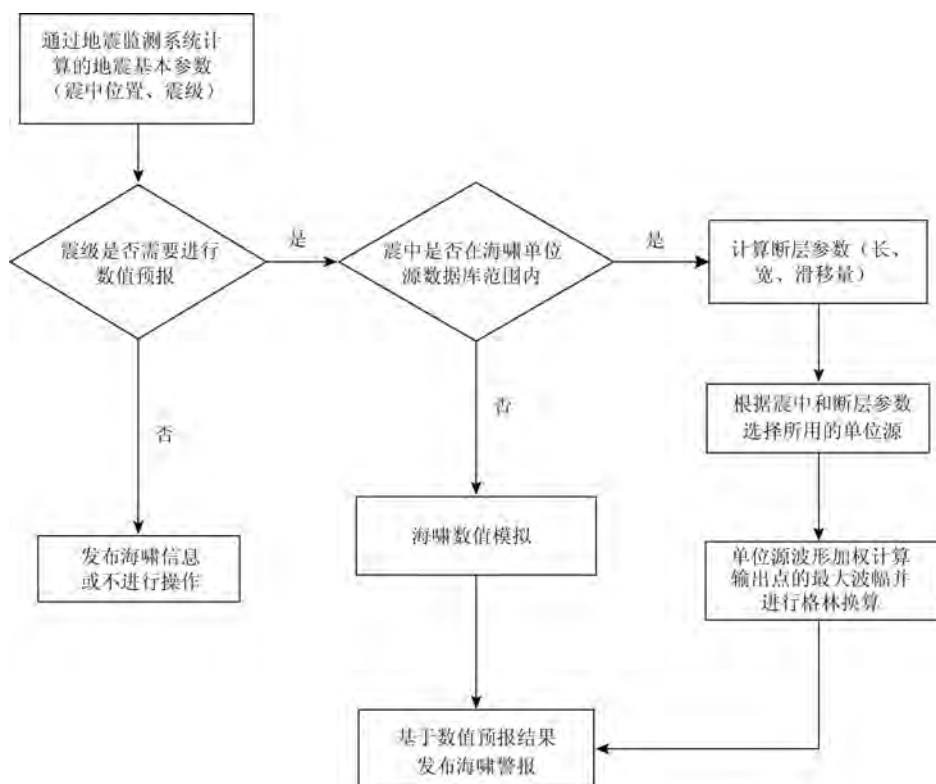 通过地震监测系统计
算的地震基本参数
（震中位置、震级）
震级是否需要进行
数值预报
是
震中是否在海啸单位
源数据库范围内
是
计算断层参数（长、
宽、滑移量）
否
否
根据震中和断层参数
选择所用的单位源
发布海啸信息
或不进行操作
海啸数值模拟
单位源波形加权计算
输出点的最大波幅并
进行格林换算
基于数值预报结果
发布海啸警报